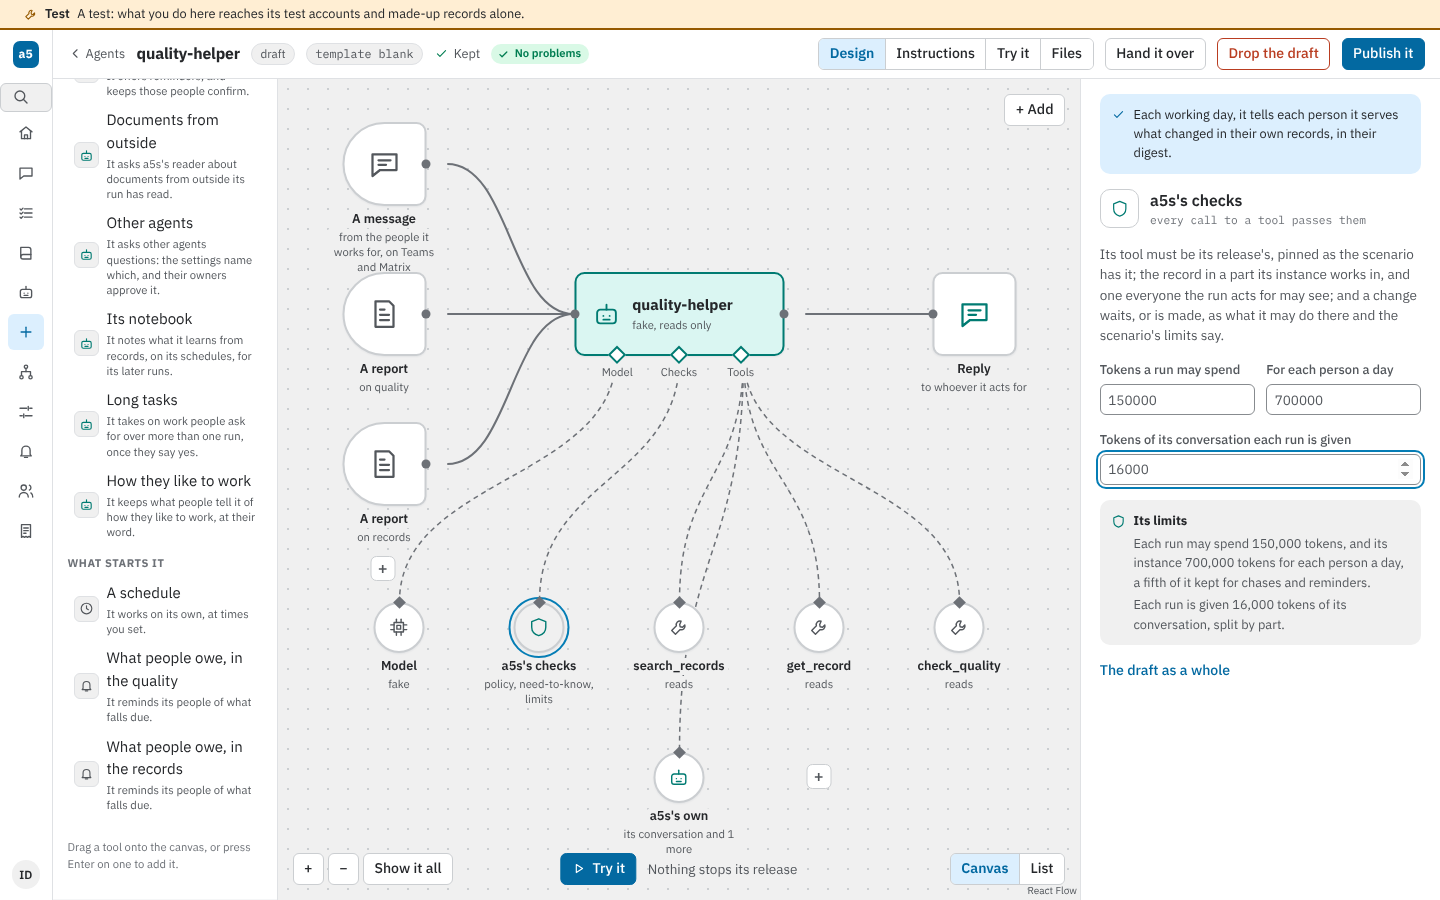 Test A test: what you do here reaches its test accounts and made-up records alone.
a5
Agents quality-helper draft template blank Kept No problems
Design Instructions Try it Files Hand it over Drop the draft Publish it
keeps those people confirm.
Documents from
outside
It asks a5s's reader about
documents from outside its
run has read.
Other agents
It asks other agents
questions: the settings name
which, and their owners
approve it.
Its notebook
It notes what it learns from
records, on its schedules, for
its later runs.
Long tasks
It takes on work people ask
for over more than one run,
once they say yes.
How they like to work
It keeps what people tell it of
how they like to work, at their
word.
WHAT STARTS IT
A schedule
It works on its own, at times
you set.
What people owe, in
the quality
It reminds its people of what
falls due.
What people owe, in
the records
It reminds its people of what
falls due.
Drag a tool onto the canvas, or press
Enter on one to add it.
ID
+ Add
A message
from the people it
works for, on Teams
and Matrix
A report
on quality
A report
on records
+
quality-helper
fake, reads only
Model Checks Tools
Reply
to whoever it acts for
Model
fake
a5s's checks
policy, need-to-know,
limits
search_records
reads
get_record
reads
check_quality
reads
a5s's own
its conversation and 1
more
+
+ − Show it all
Try it Nothing stops its release
Canvas List
React Flow
Each working day, it tells each person it serves
what changed in their own records, in their
digest.
a5s's checks
every call to a tool passes them
Its tool must be its release's, pinned as the scenario
has it; the record in a part its instance works in, and
one everyone the run acts for may see; and a change
waits, or is made, as what it may do there and the
scenario's limits say.
Tokens a run may spend For each person a day
150000 700000
Tokens of its conversation each run is given
16000
Its limits
Each run may spend 150,000 tokens, and its
instance 700,000 tokens for each person a day,
a fifth of it kept for chases and reminders.
Each run is given 16,000 tokens of its
conversation, split by part.
The draft as a whole